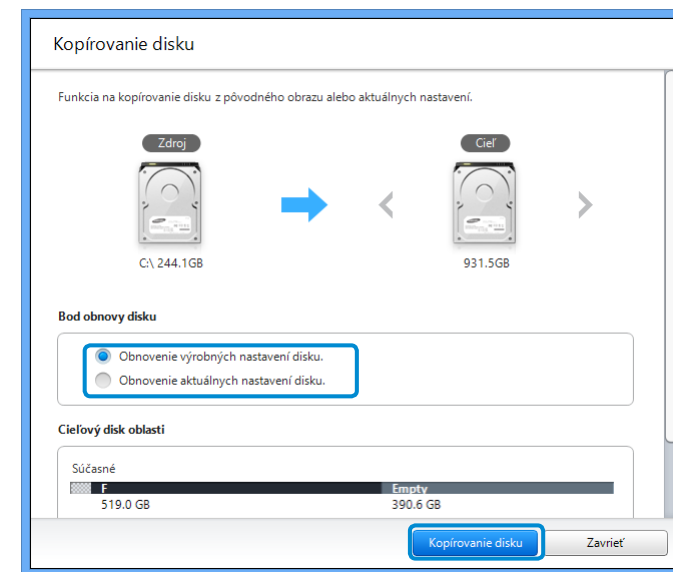 Kopírovanie disku
Funkcia na kopírovanie disku z pôvodného obrazu alebo aktuálnych nastavení.
Zdroj
Cieľ
C:\ 244.1GB
931.5GB
Bod obnovy disku
Obnovenie výrobných nastavení disku.
Obnovenie aktuálnych nastavení disku.
Cieľový disk oblasti
Súčasné
F
Empty
519.0 GB
390.6 GB
Kopírovanie disku
Zavrieť